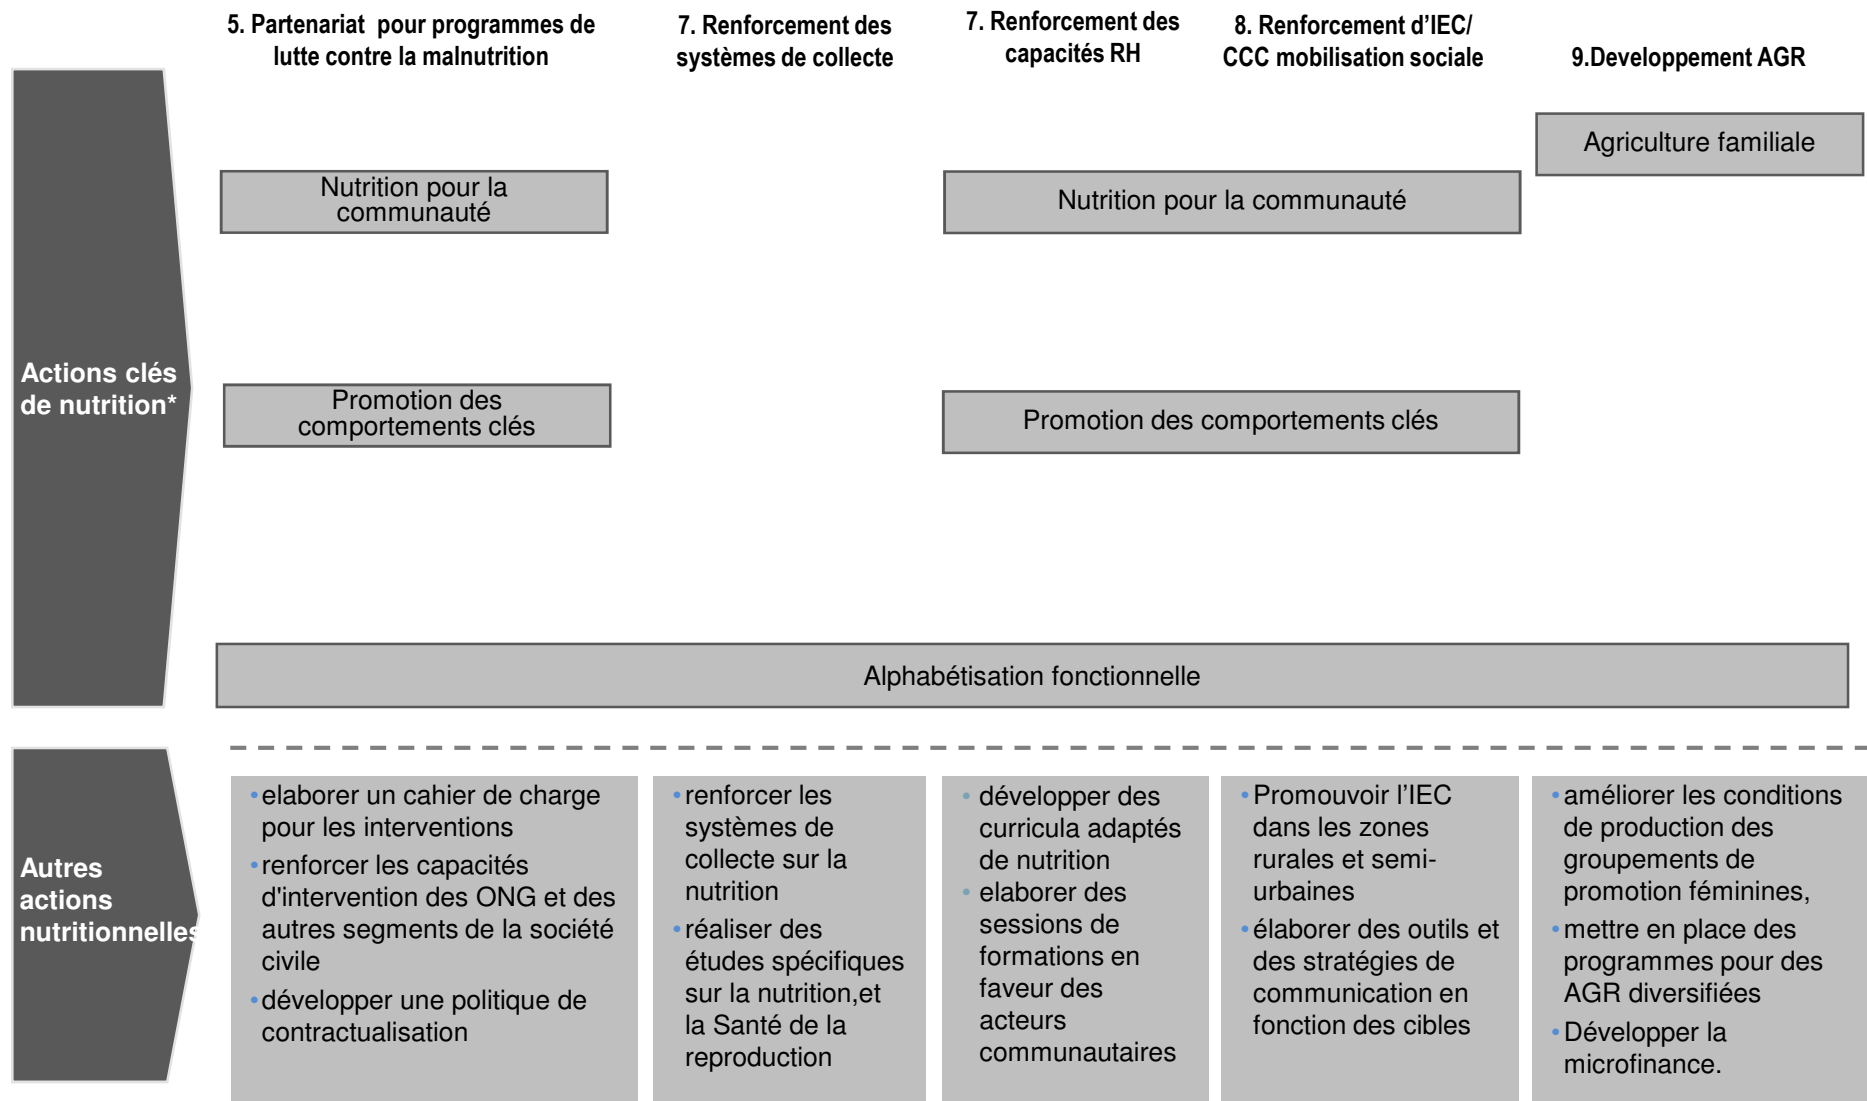 5. Partenariat pour programmes de
lutte contre la malnutrition
7. Renforcement des
systèmes de collecte
7. Renforcement des
capacités RH
8. Renforcement d’IEC/
CCC mobilisation sociale
9.Developpement AGR
Actions clés
de nutrition*
Agriculture familiale
Nutrition pour la
communauté
Nutrition pour la communauté
Promotion des
comportements clés
Promotion des comportements clés
Alphabétisation fonctionnelle
Autres
actions
nutritionnelles
•elaborer un cahier de charge
pour les interventions
•renforcer les capacités
d'intervention des ONG et des
autres segments de la société
civile
•développer une politique de
contractualisation
•renforcer les
systèmes de
collecte sur la
nutrition
•réaliser des
études spécifiques
sur la nutrition,et
la Santé de la
reproduction
• développer des
curricula adaptés
de nutrition
• elaborer des
sessions de
formations en
faveur des
acteurs
communautaires
•Promouvoir l’IEC
dans les zones
rurales et semi-
urbaines
•élaborer des outils et
des stratégies de
communication en
fonction des cibles
•améliorer les conditions
de production des
groupements de
promotion féminines,
•mettre en place des
programmes pour des
AGR diversifiées
•Développer la
microfinance.